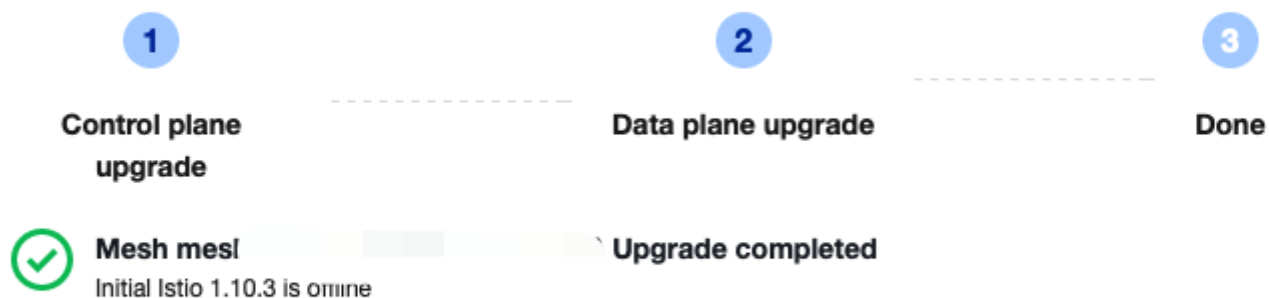 1
2
3
Control plane
upgrade
Data plane upgrade
Done
Mesh Upgrade completed
Initial Istio 1.10.3 is offline